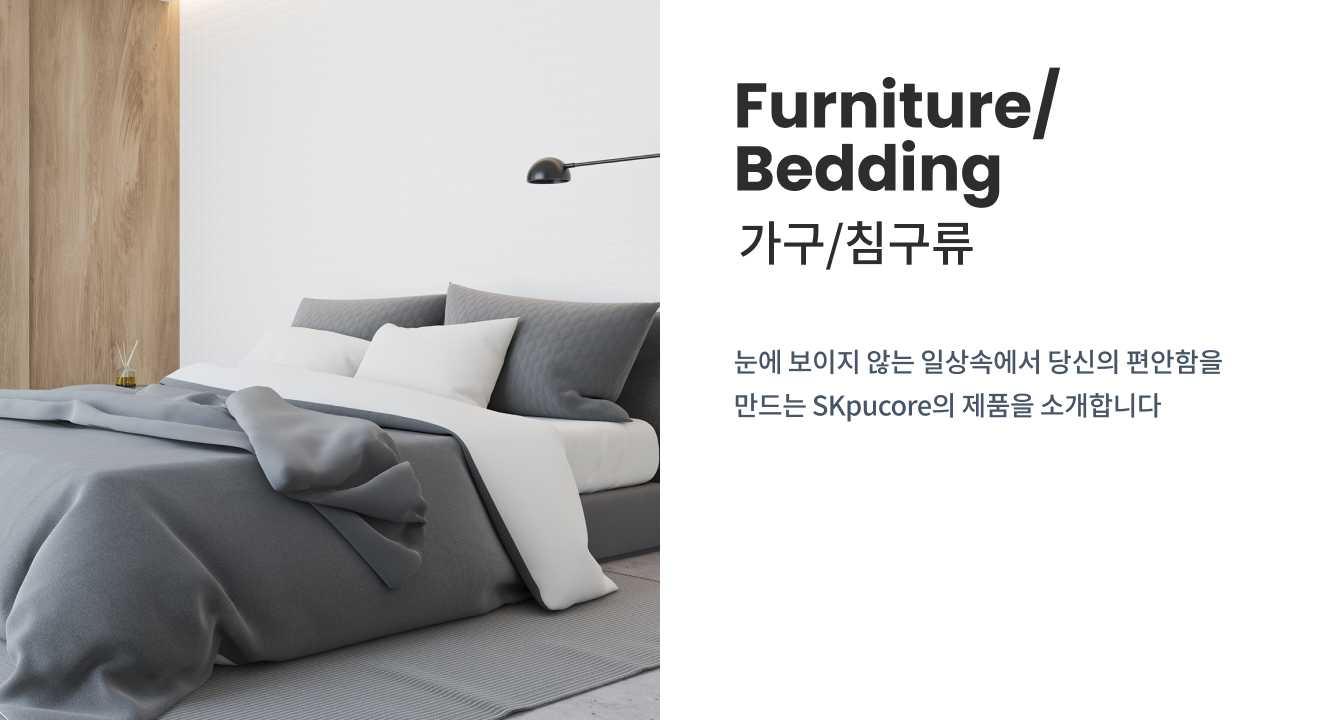 Furniture/
Bedding
가구/침구류
눈에 보이지 않는 일상속에서 당신의 편안함을
만드는 SKpucore의 제품을 소개합니다